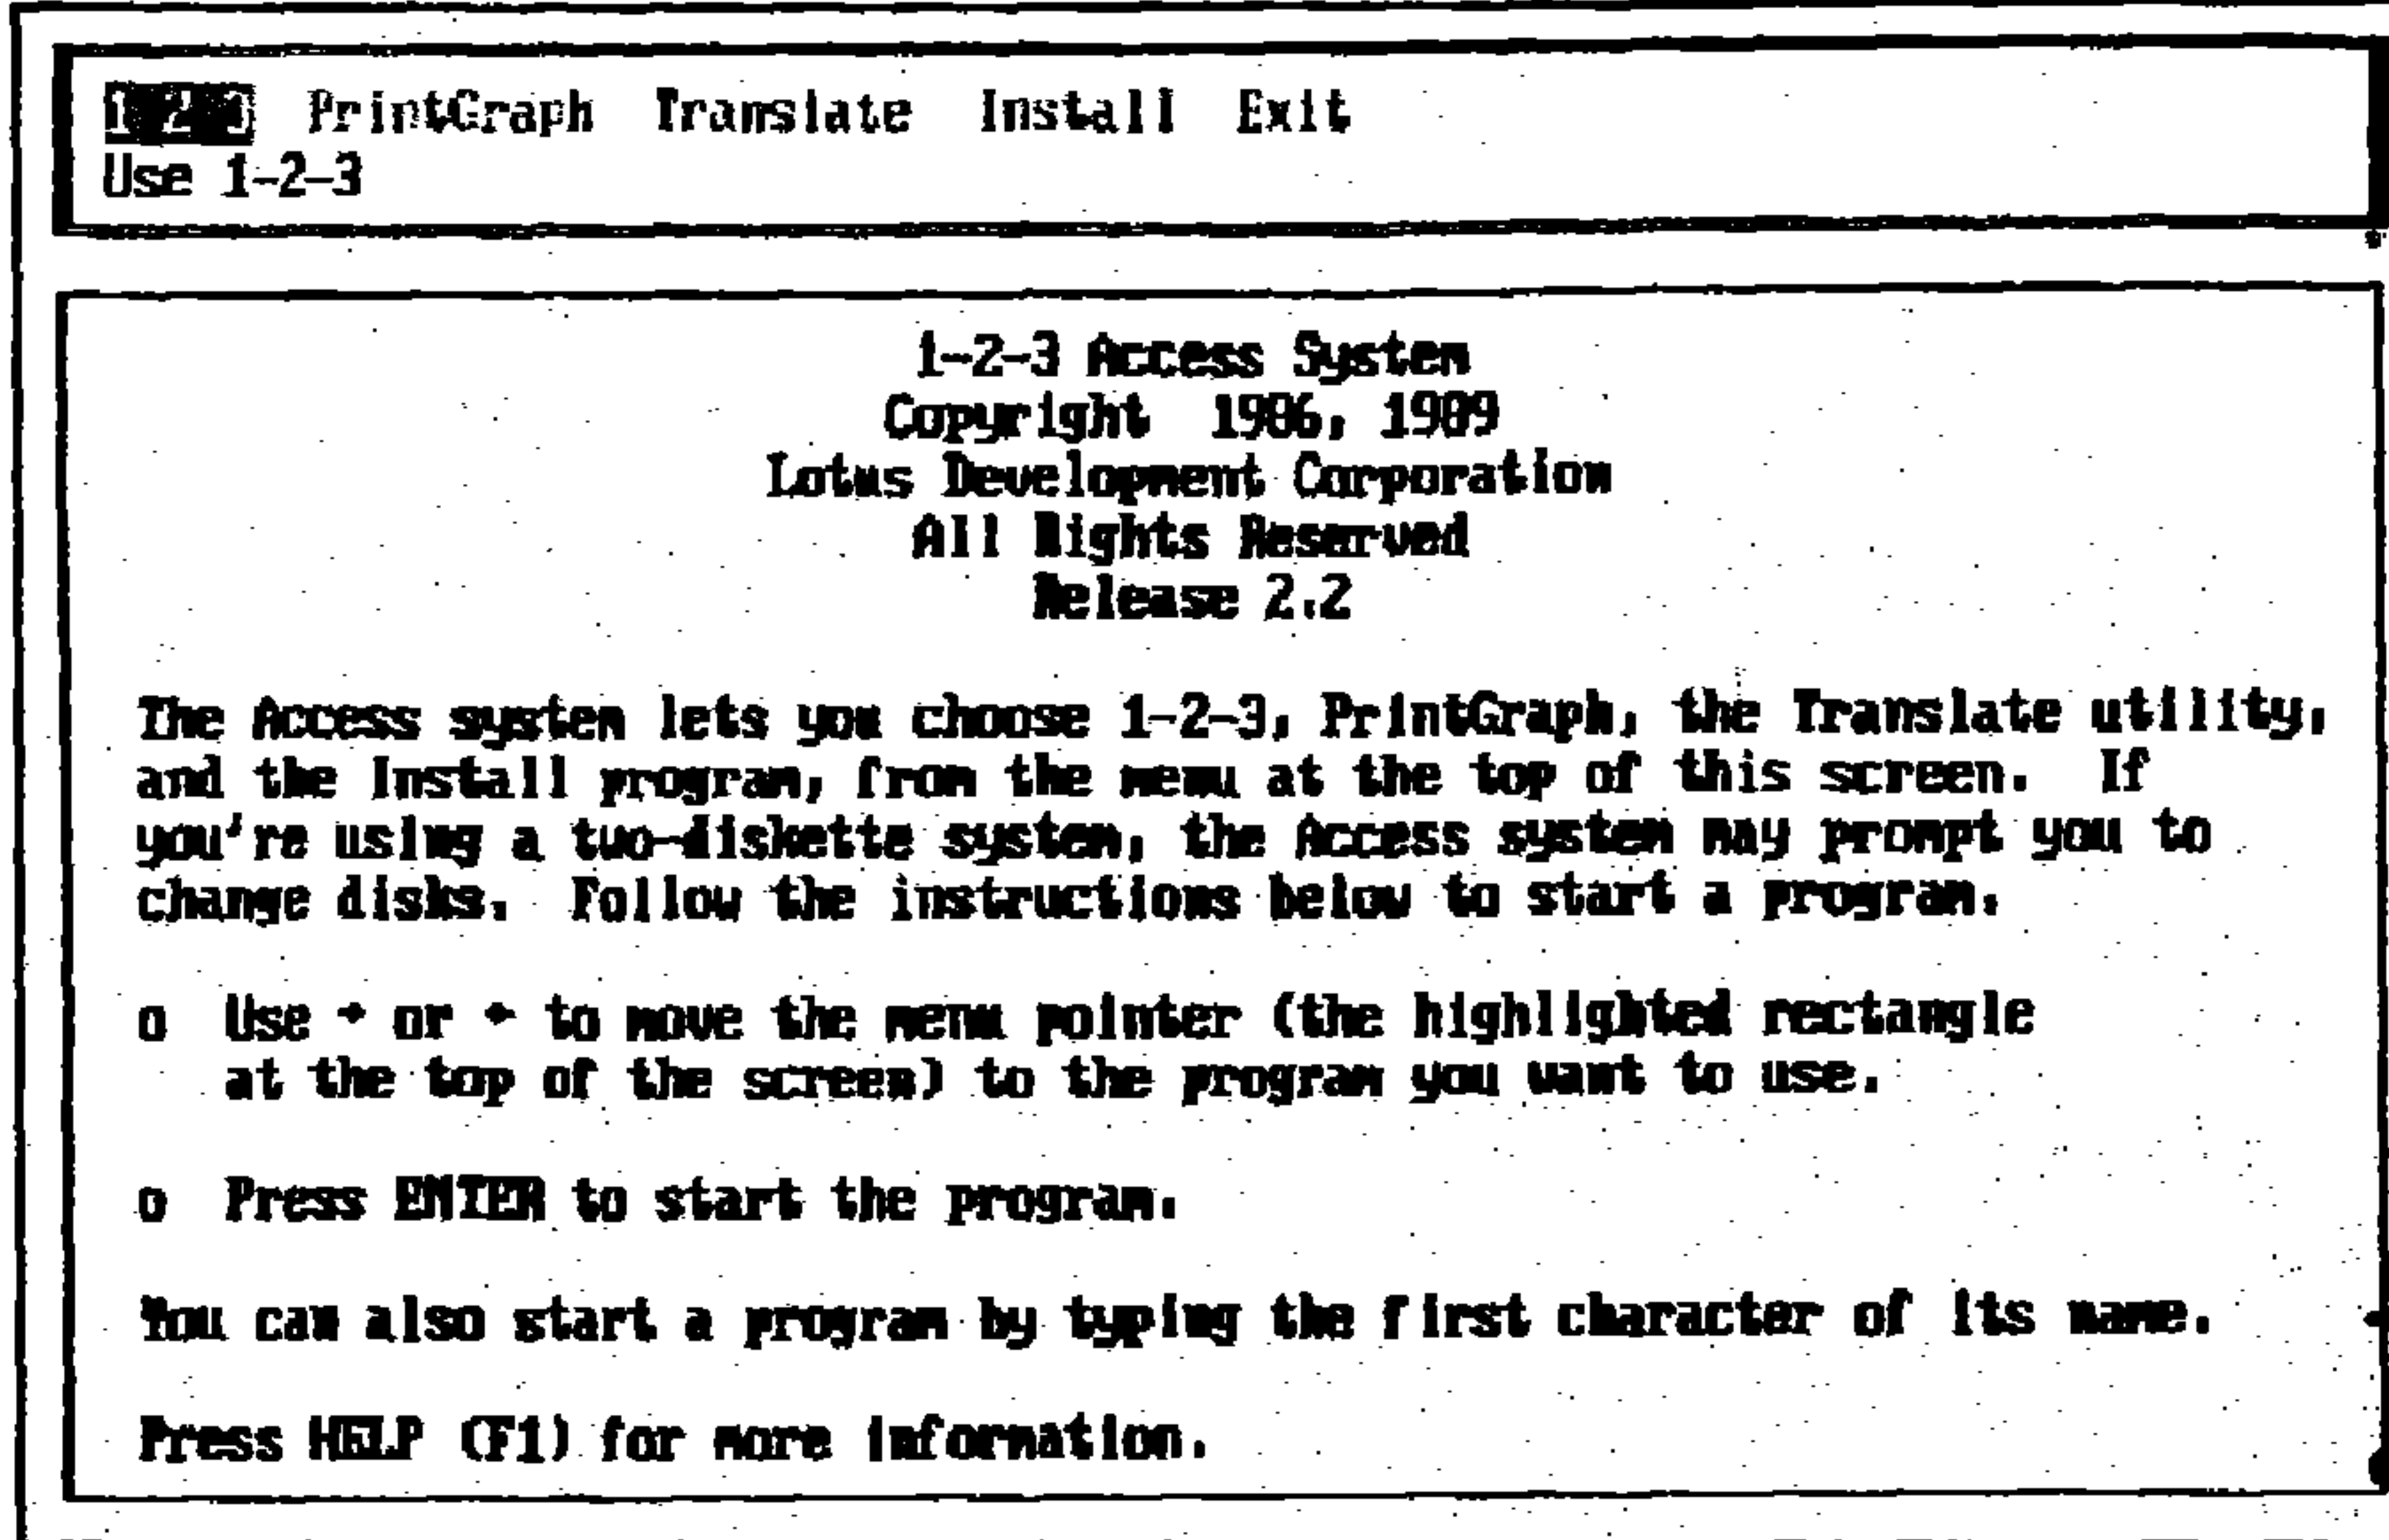 1-2-3 PrintGraph Translate Install Exit
Use 1-2-3
1-2-3 Access System
Copyright 1986, 1989
Lotus Development Corporation
All Rights Reserved
Release 2.2
The Access system lets you choose 1-2-3, PrintGraph, the Translate utility,
and the Install program, from the menu at the top of this screen. If
you're using a two-diskette system, the Access system may prompt you to
change disks. Follow the instructions below to start a program.
o Use → or ← to move the menu pointer (the highlighted rectangle
at the top of the screen) to the program you want to use.
o Press ENTER to start the program.
You can also start a program by typing the first character of its name.
Press HELP (F1) for more information.